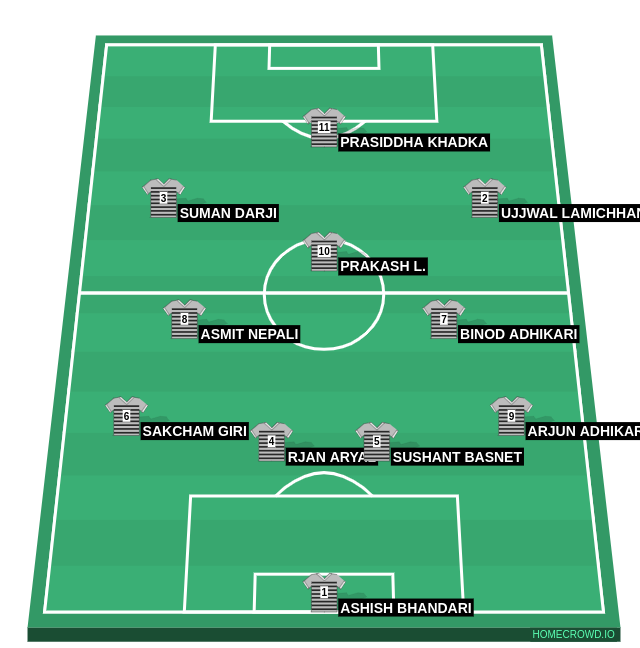 11
PRASIDDHA KHADKA
3
SUMAN DARJI
2
UJJWAL LAMICHHAN
10
PRAKASH L.
8
ASMIT NEPALI
7
BINOD ADHIKARI
6
SAKCHAM GIRI
9
ARJUN ADHIKAR
4
RJAN ARYA
5
SUSHANT BASNET
1
ASHISH BHANDARI
HOMECROWD.IO